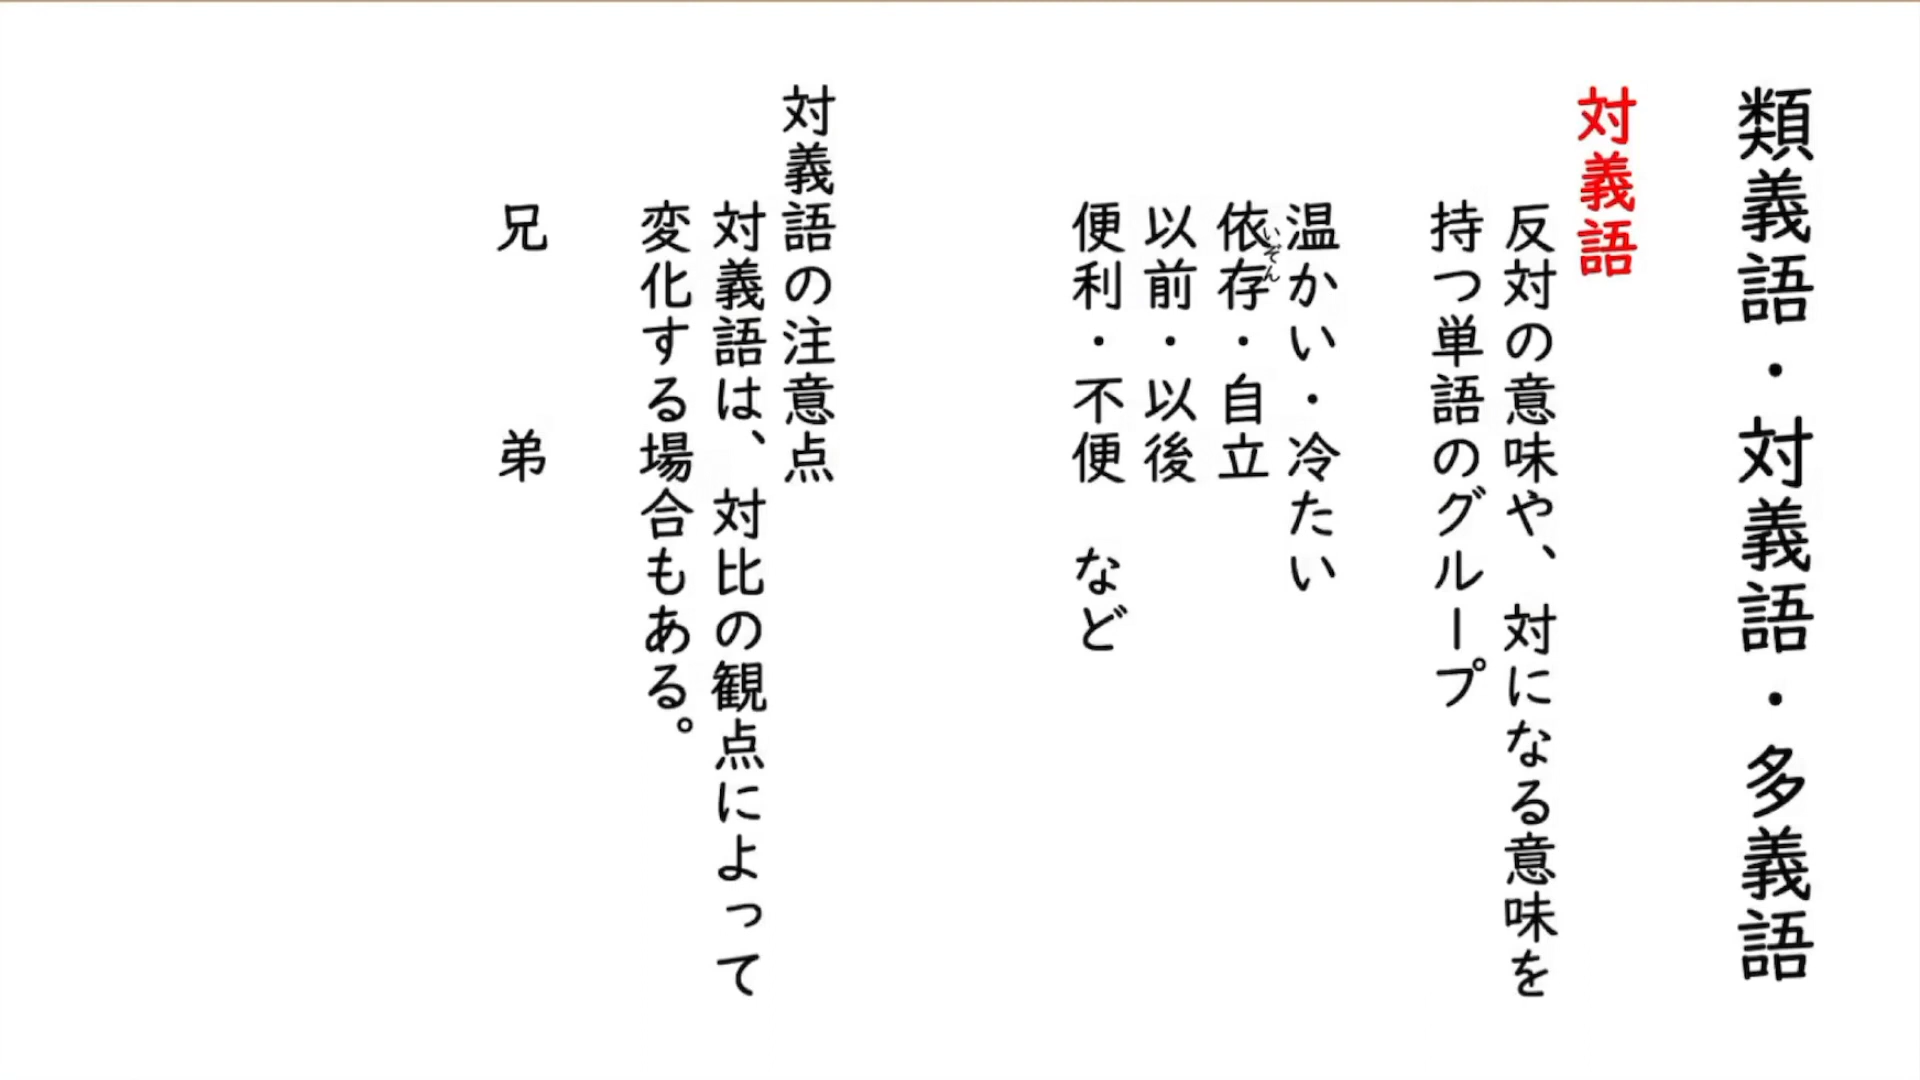 類義語・対義語・多義語
対義語
反対の意味や、対になる意味を
持つ単語のグループ
温かい・冷たい
依存・自立
いぞん
以前・以後
便利・不便 など
対義語の注意点
対義語は、対比の観点によって
変化する場合もある。
兄 弟